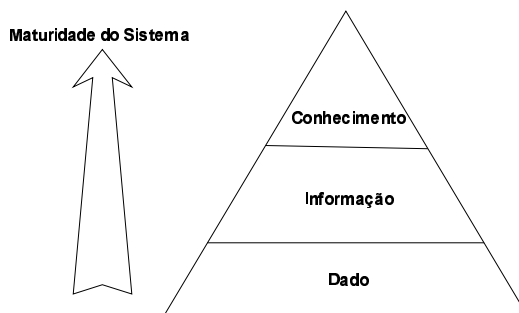 Maturidade do Sistema
Conhecimento
Informação
Dado